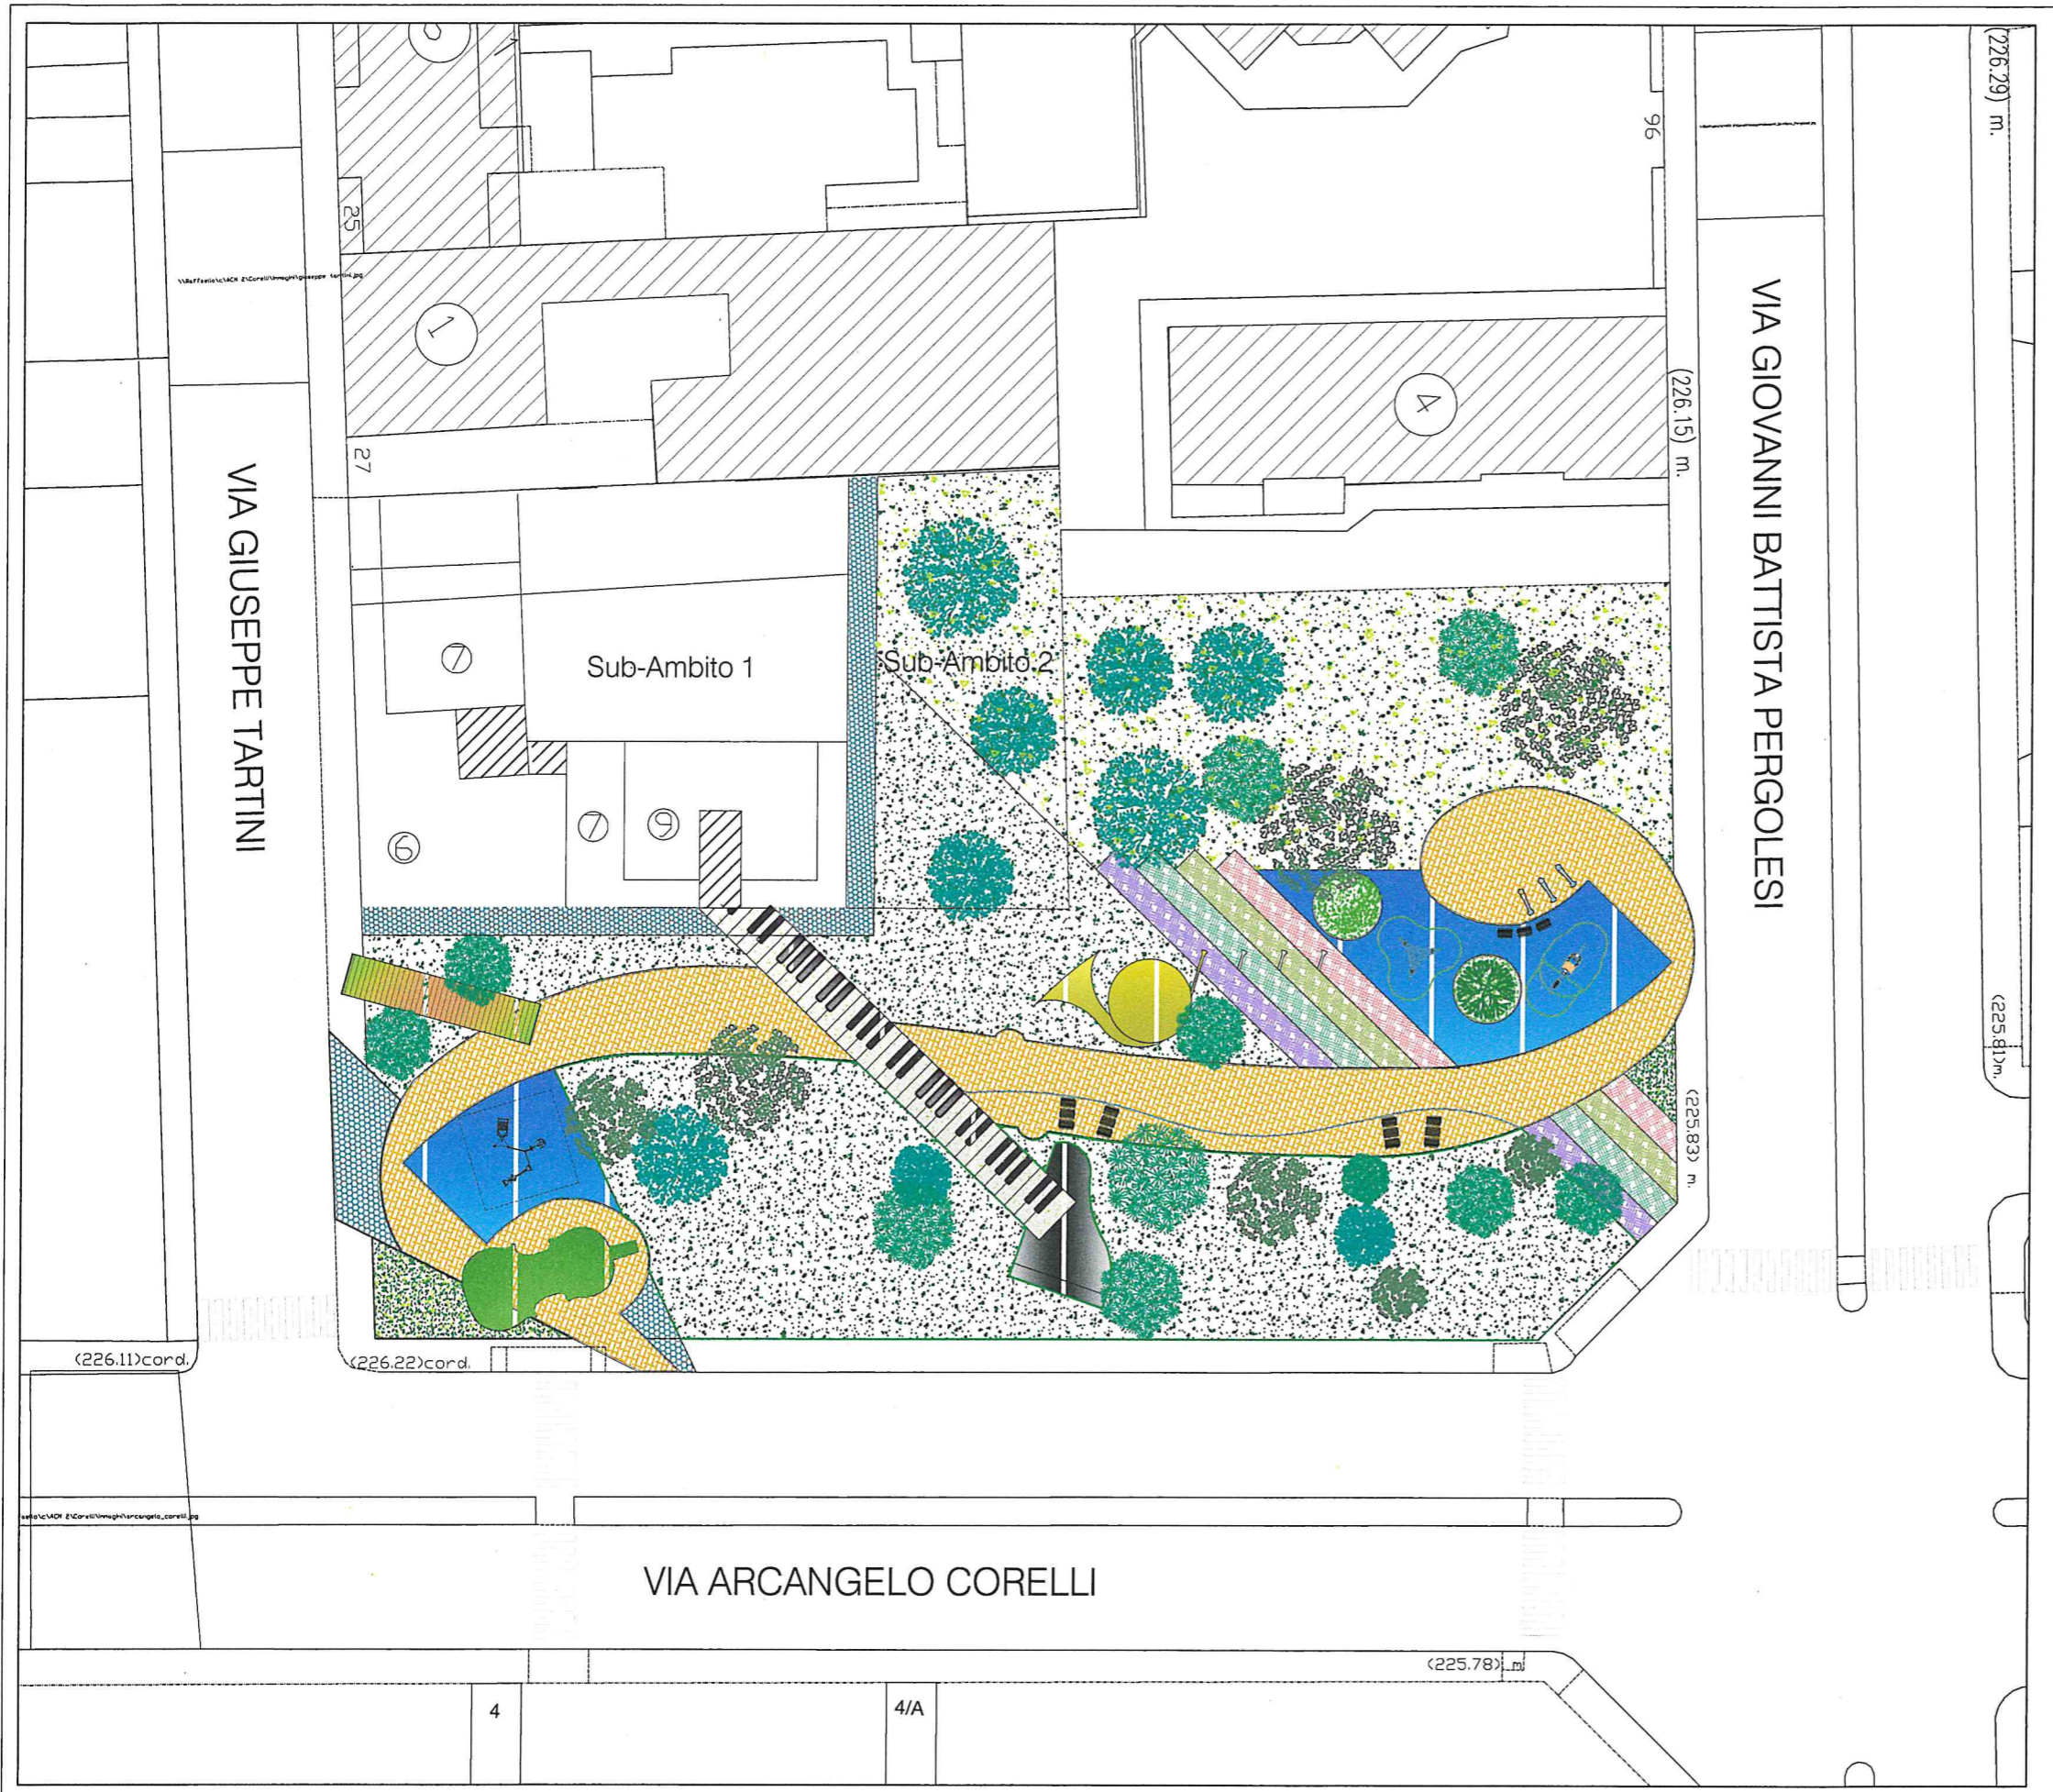 (226.29) m.
96
25
1
4
(226.15) m.
27
VIA GIOVANNI BATTISTA PERGOLESI
VIA GIUSEPPE TARTINI
Sub-Ambito 1
Sub-Ambito 2
7
6
7
9
(225.81)m.
(225.83) m.
(226.11)cord.
(226.22)cord.
VIA ARCANGELO CORELLI
(225.78) m
4
4/A